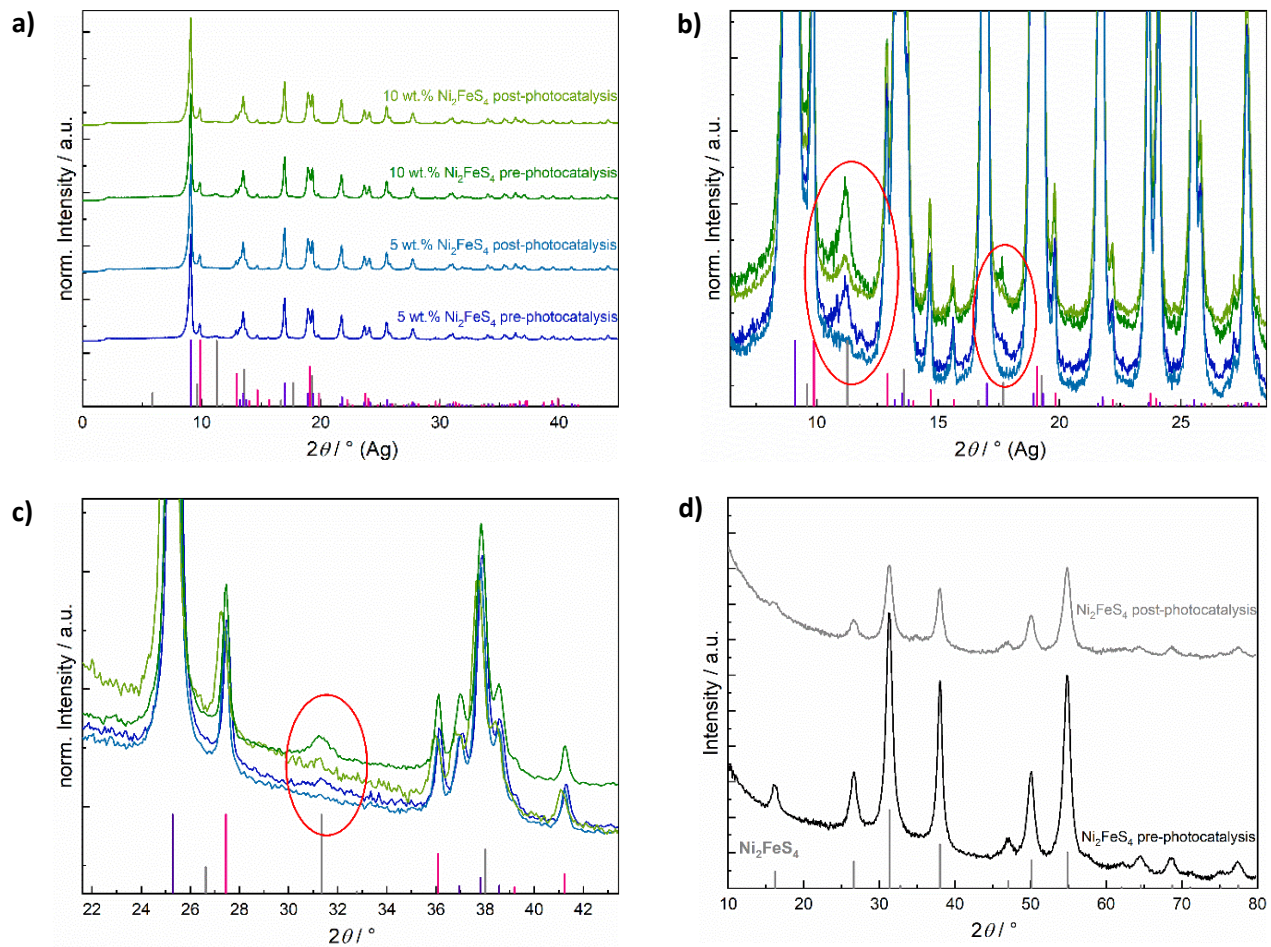 a)
norm. Intensity / a.u.
10 wt.% Ni₂FeS₄ post-photocatalysis
10 wt.% Ni₂FeS₄ pre-photocatalysis
5 wt.% Ni₂FeS₄ post-photocatalysis
5 wt.% Ni₂FeS₄ pre-photocatalysis
0 10 20 30 40
2θ / ° (Ag)
b)
norm. Intensity / a.u.
10 15 20 25
2θ / ° (Ag)
c)
norm. Intensity / a.u.
22 24 26 28 30 32 34 36 38 40 42
2θ / °
d)
Intensity / a.u.
Ni₂FeS₄ post-photocatalysis
Ni₂FeS₄ pre-photocatalysis
Ni₂FeS₄
10 20 30 40 50 60 70 80
2θ / °